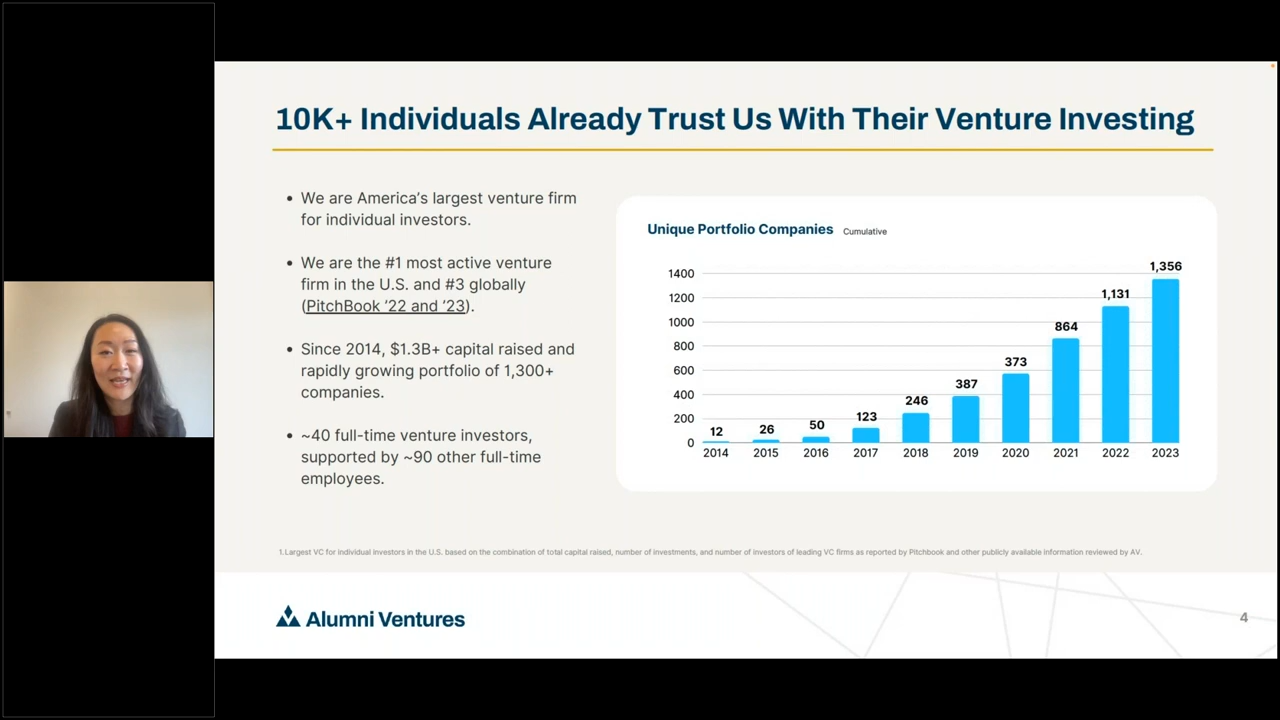 10K+ Individuals Already Trust Us With Their Venture Investing
• We are America's largest venture firm
for individual investors.
• We are the #1 most active venture
firm in the U.S. and #3 globally
(PitchBook '22 and '23).
• Since 2014, $1.3B+ capital raised and
rapidly growing portfolio of 1,300+
companies.
• ~40 full-time venture investors,
supported by ~90 other full-time
employees.
Unique Portfolio Companies Cumulative
1400
1200
1000
800
600
400
200
0
12
26
50
123
246
387
373
864
1,131
1,356
2014 2015 2016 2017 2018 2019 2020 2021 2022 2023
1.Largest VC for individual investors in the U.S. based on the combination of total capital raised, number of investments, and number of investors of leading VC firms as reported by Pitchbook and other publicly available information reviewed by AV.
Alumni Ventures
4